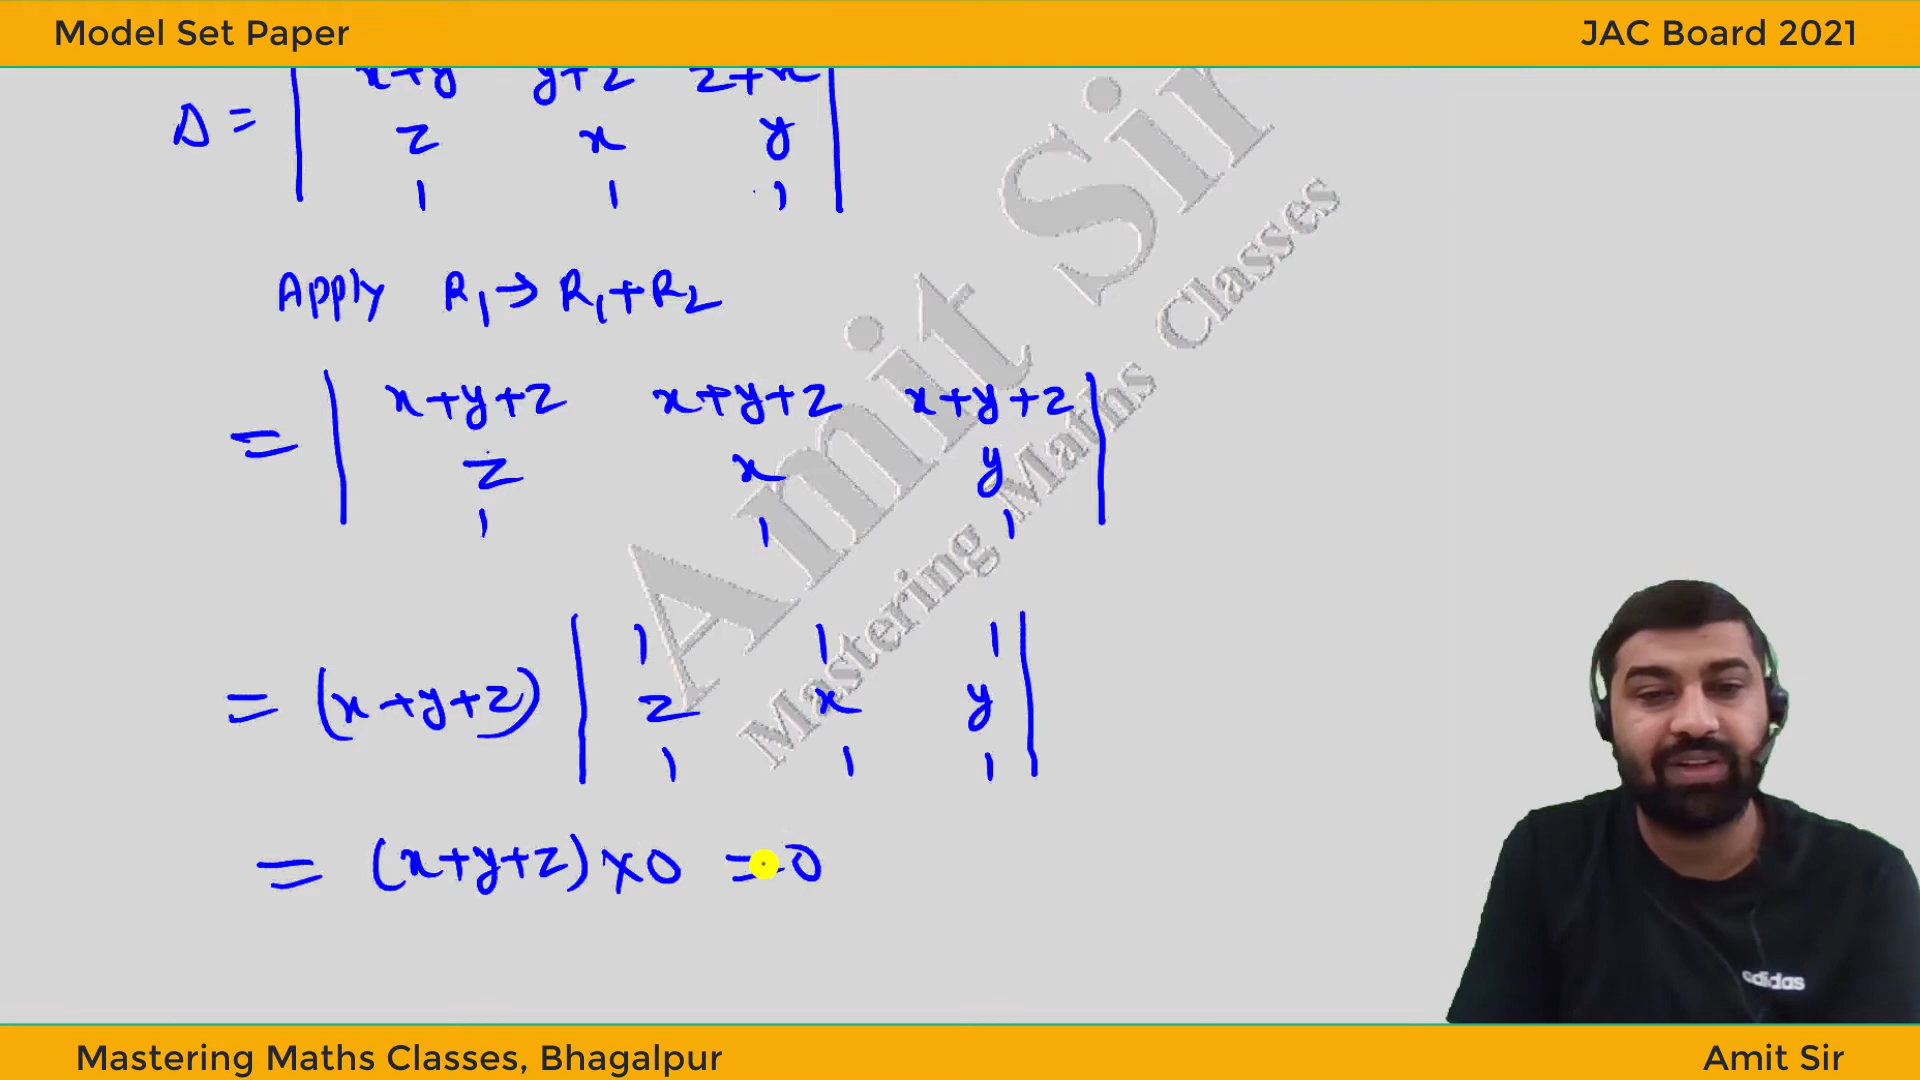 Model Set Paper JAC Board 2021
x+y y+z z+x
Δ = z x y
1 1 1
Apply R₁→R₁+R₂
x+y+z x+y+z x+y+z
= z x y
1 1 1
1 1 1
= (x+y+z) z x y
1 1 1
= (x+y+z)×0 = 0
Amit Sir
Mastering Maths Classes
adidas
Mastering Maths Classes, Bhagalpur Amit Sir